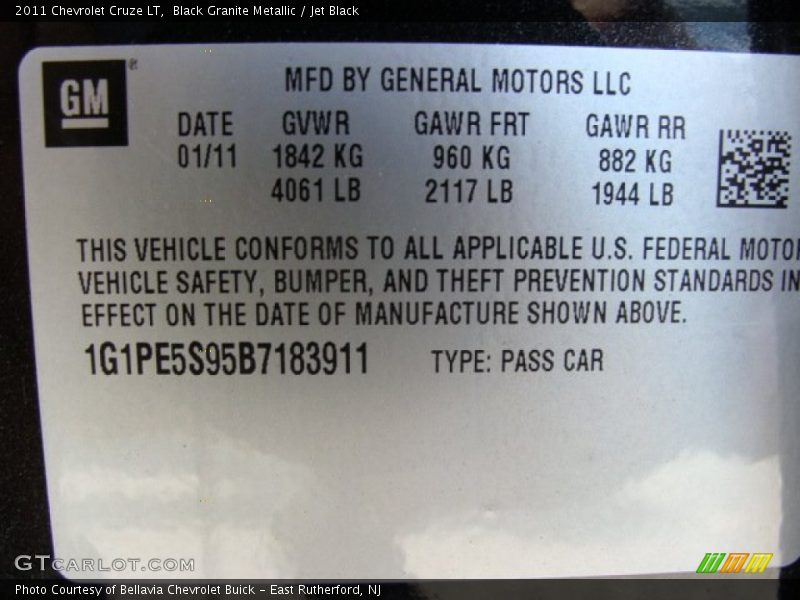 2011 Chevrolet Cruze LT,  Black Granite Metallic / Jet Black
GM ®
MFD BY GENERAL MOTORS LLC
DATE GVWR GAWR FRT GAWR RR
01/11 1842 KG 960 KG 882 KG
4061 LB 2117 LB 1944 LB
THIS VEHICLE CONFORMS TO ALL APPLICABLE U.S. FEDERAL MOTO
VEHICLE SAFETY, BUMPER, AND THEFT PREVENTION STANDARDS IN
EFFECT ON THE DATE OF MANUFACTURE SHOWN ABOVE.
1G1PE5S95B7183911 TYPE: PASS CAR
GTCARLOT.COM
Photo Courtesy of Bellavia Chevrolet Buick – East Rutherford, NJ